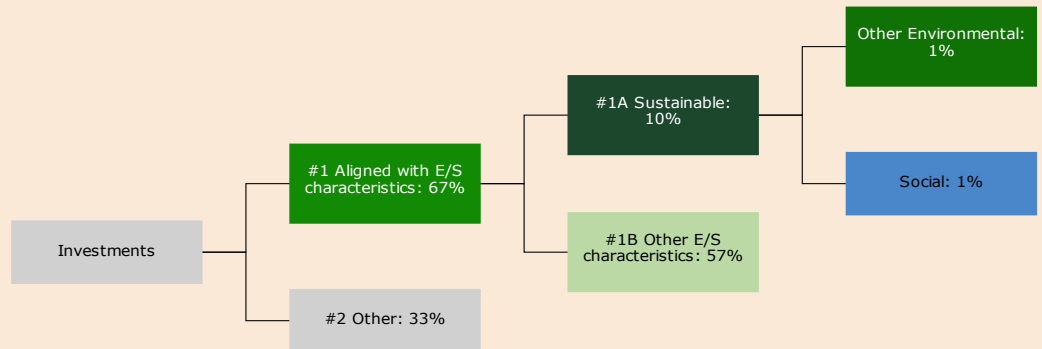 Other Environmental:
1%
#1A Sustainable:
10%
#1 Aligned with E/S
characteristics: 67%
Social: 1%
Investments
#1B Other E/S
characteristics: 57%
#2 Other: 33%